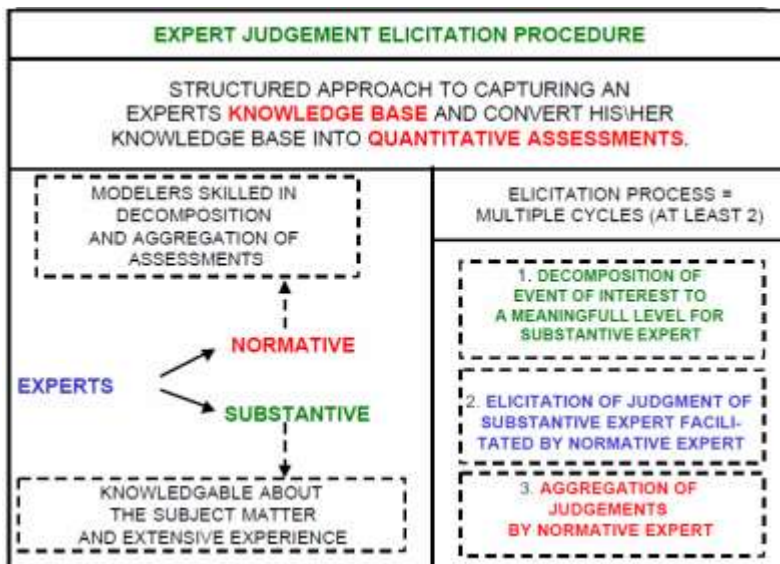 EXPERT JUDGEMENT ELICITATION PROCEDURE
STRUCTURED APPROACH TO CAPTURING AN
EXPERTS KNOWLEDGE BASE AND CONVERT HIS\HER
KNOWLEDGE BASE INTO QUANTITATIVE ASSESSMENTS.
MODELERS SKILLED IN
DECOMPOSITION
AND AGGREGATION OF
ASSESSMENTS
NORMATIVE
EXPERTS
SUBSTANTIVE
KNOWLEDGABLE ABOUT
THE SUBJECT MATTER
AND EXTENSIVE EXPERIENCE
ELICITATION PROCESS =
MULTIPLE CYCLES (AT LEAST 2)
1. DECOMPOSITION OF
EVENT OF INTEREST TO
A MEANINGFULL LEVEL FOR
SUBSTANTIVE EXPERT
2. ELICITATION OF JUDGMENT OF
SUBSTANTIVE EXPERT FACILI-
TATED BY NORMATIVE EXPERT
3. AGGREGATION OF
JUDGEMENTS
BY NORMATIVE EXPERT